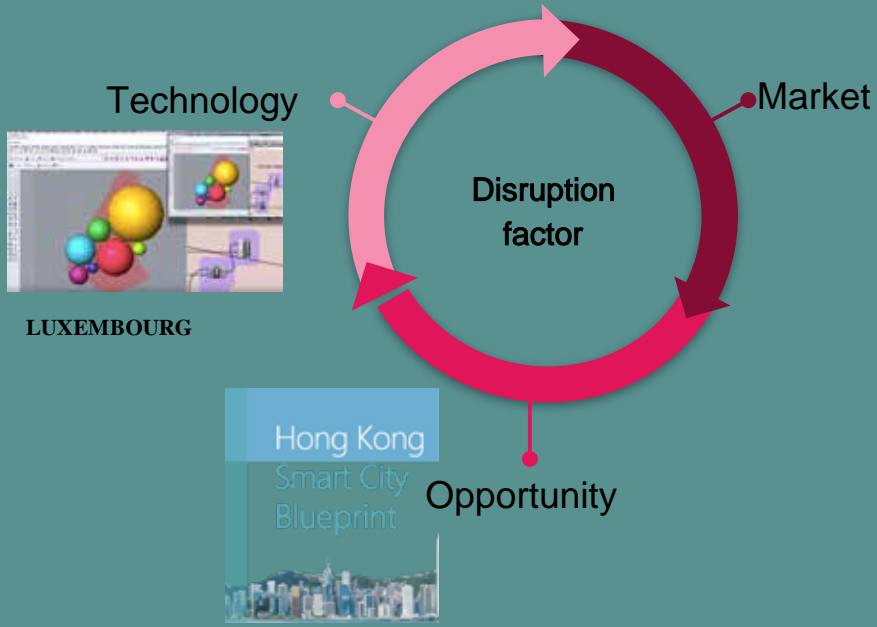 Technology
Market
Disruption
factor
LUXEMBOURG
Hong Kong
Smart City
Blueprint
Opportunity